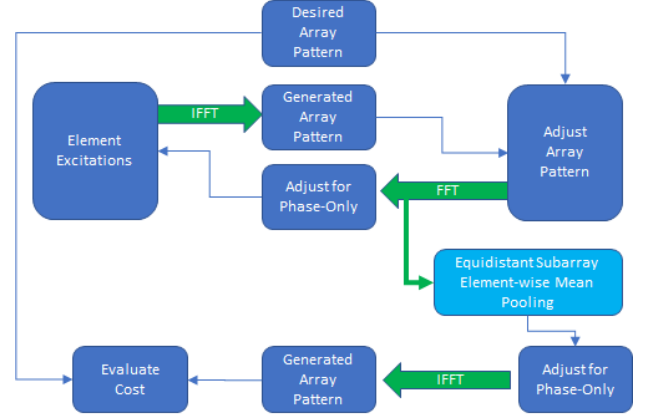 Desired
Array
Pattern
IFFT
Generated
Array
Pattern
Element
Excitations
Adjust
Array
Pattern
Adjust for
Phase-Only
FFT
Equidistant Subarray
Element-wise Mean
Pooling
Evaluate
Cost
Generated
Array
Pattern
IFFT
Adjust for
Phase-Only